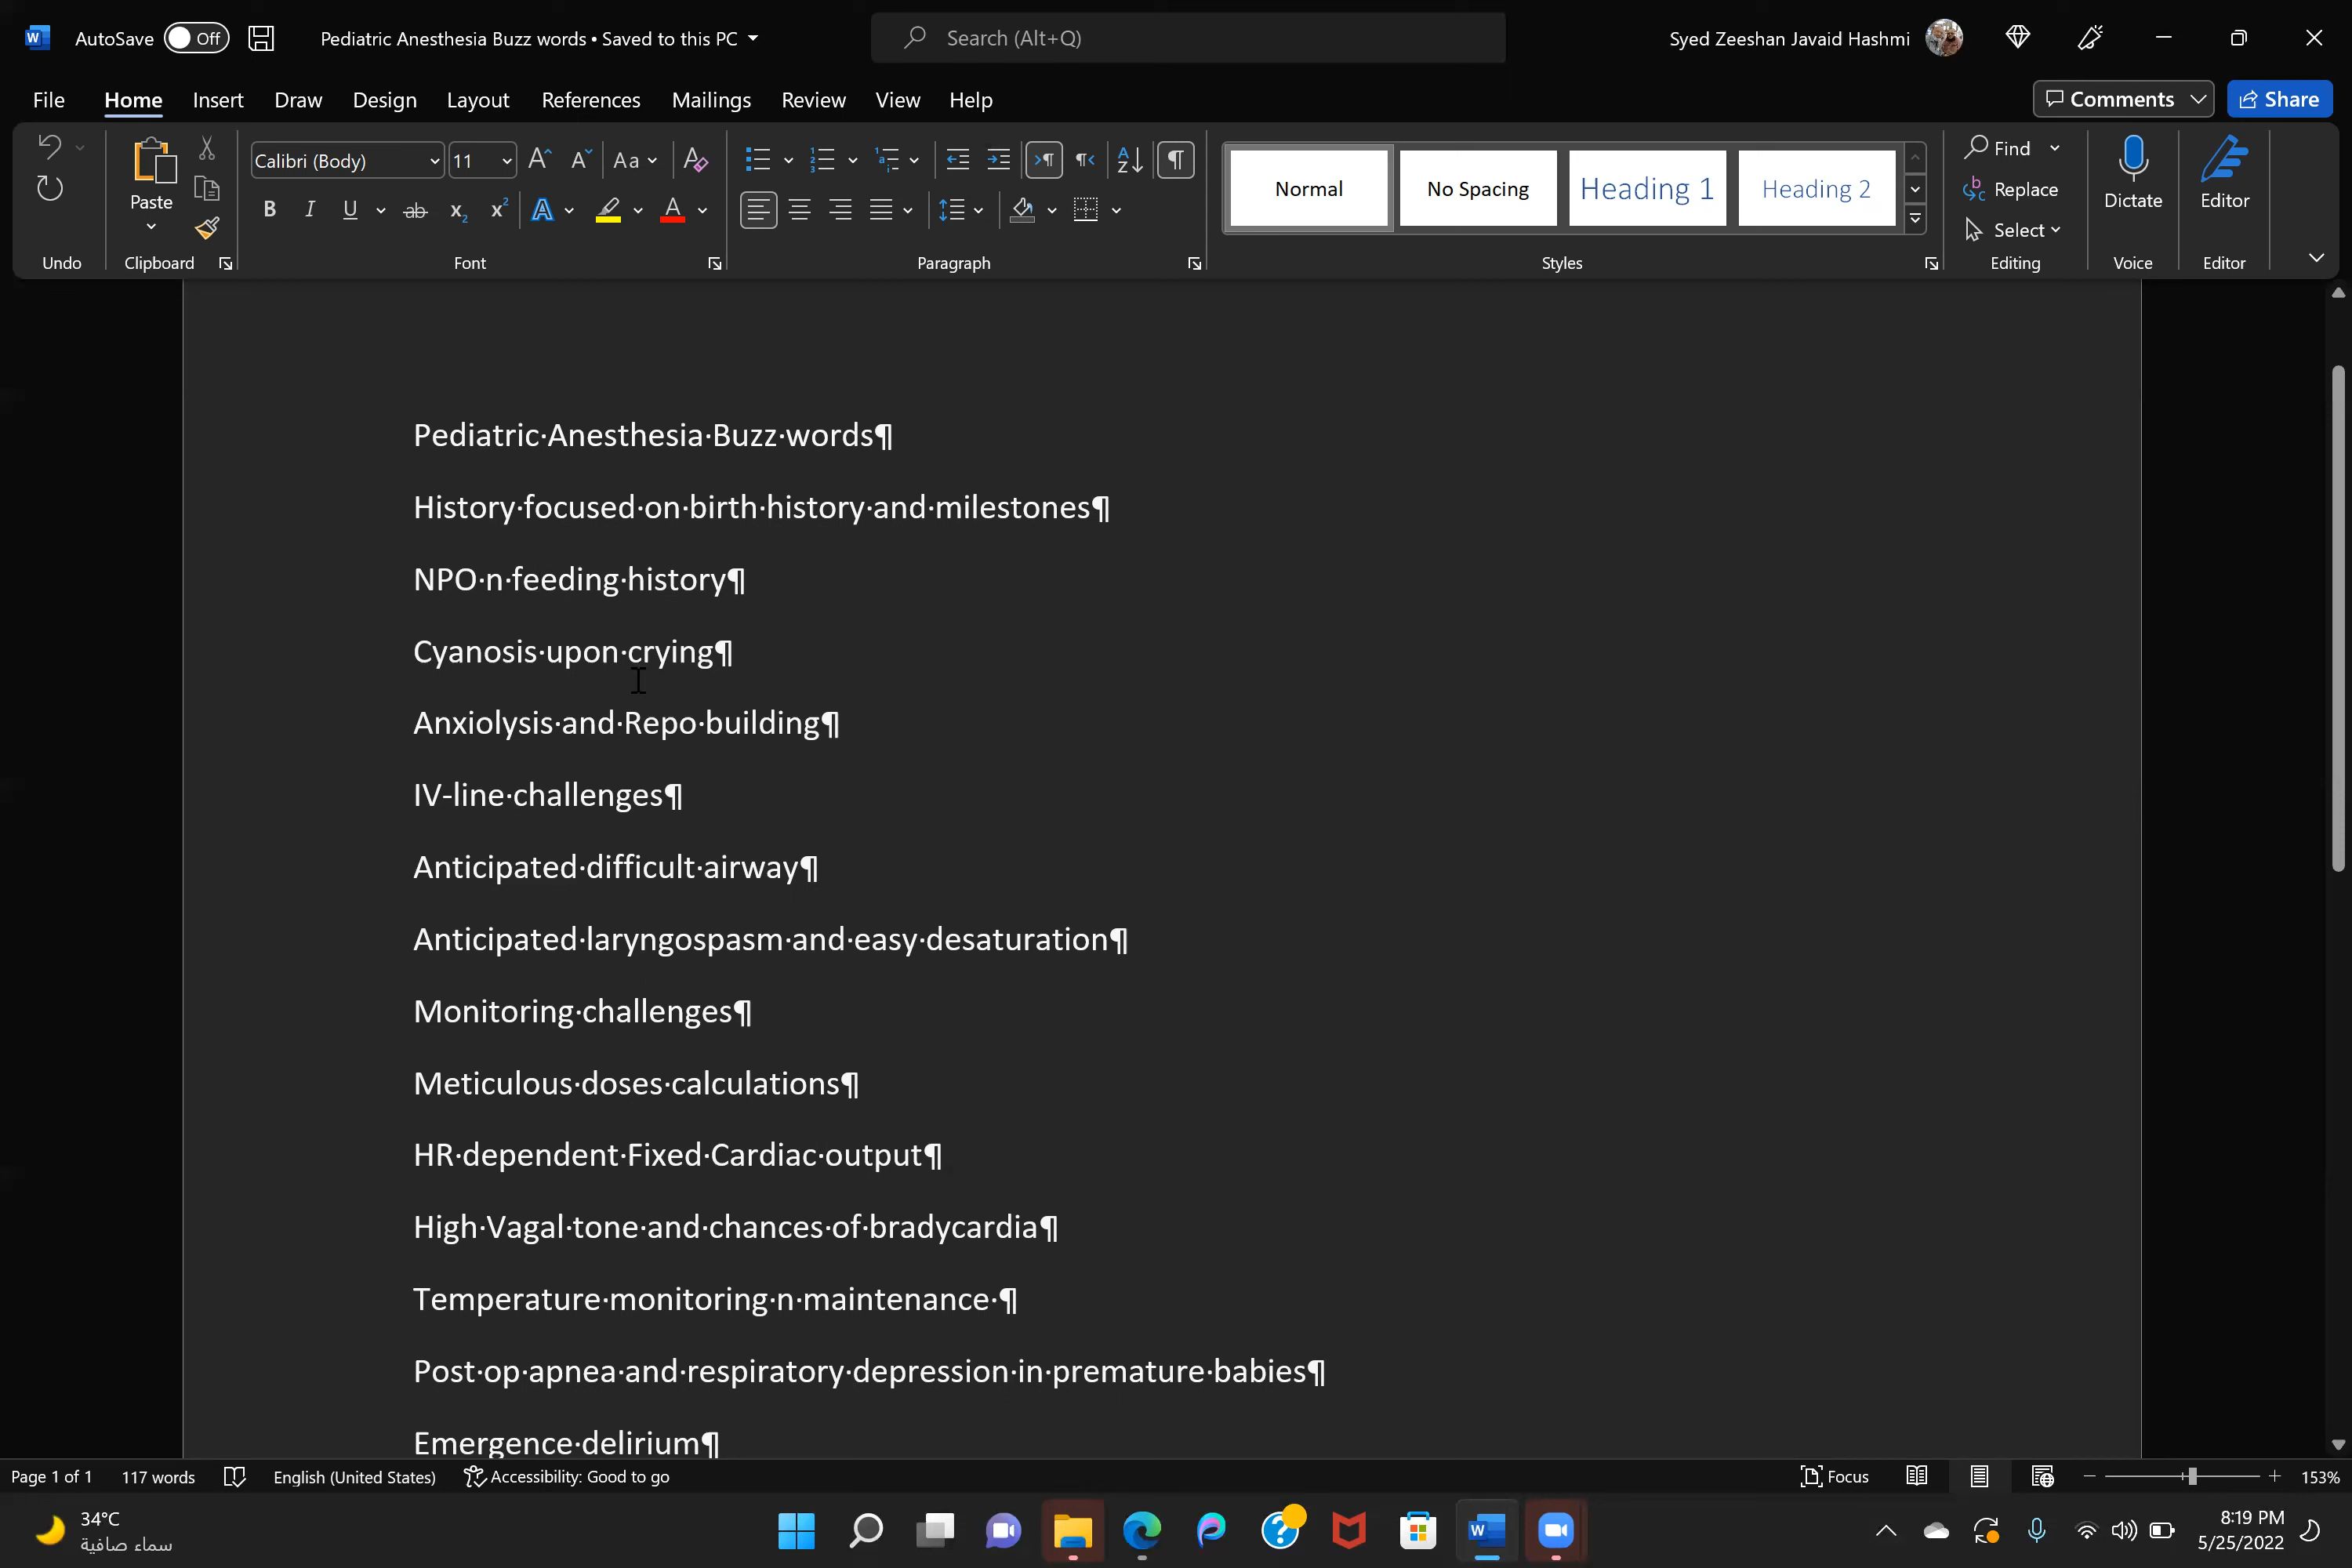 AutoSave Off Pediatric Anesthesia Buzz words • Saved to this PC Search (Alt+Q) Syed Zeeshan Javaid Hashmi
File Home Insert Draw Design Layout References Mailings Review View Help Comments Share
Paste Calibri (Body) 11 Normal No Spacing Heading 1 Heading 2 Find Replace Select Dictate Editor
Undo Clipboard Font Paragraph Styles Editing Voice Editor
Pediatric·Anesthesia·Buzz·words¶
History·focused·on·birth·history·and·milestones¶
NPO·n·feeding·history¶
Cyanosis·upon·crying¶
Anxiolysis·and·Repo·building¶
IV-line·challenges¶
Anticipated·difficult·airway¶
Anticipated·laryngospasm·and·easy·desaturation¶
Monitoring·challenges¶
Meticulous·doses·calculations¶
HR·dependent·Fixed·Cardiac·output¶
High·Vagal·tone·and·chances·of·bradycardia¶
Temperature·monitoring·n·maintenance·¶
Post·op·apnea·and·respiratory·depression·in·premature·babies¶
Emergence·delirium¶
Page 1 of 1 117 words English (United States) Accessibility: Good to go Focus 153%
34°C 8:19 PM
سماء صافية 5/25/2022